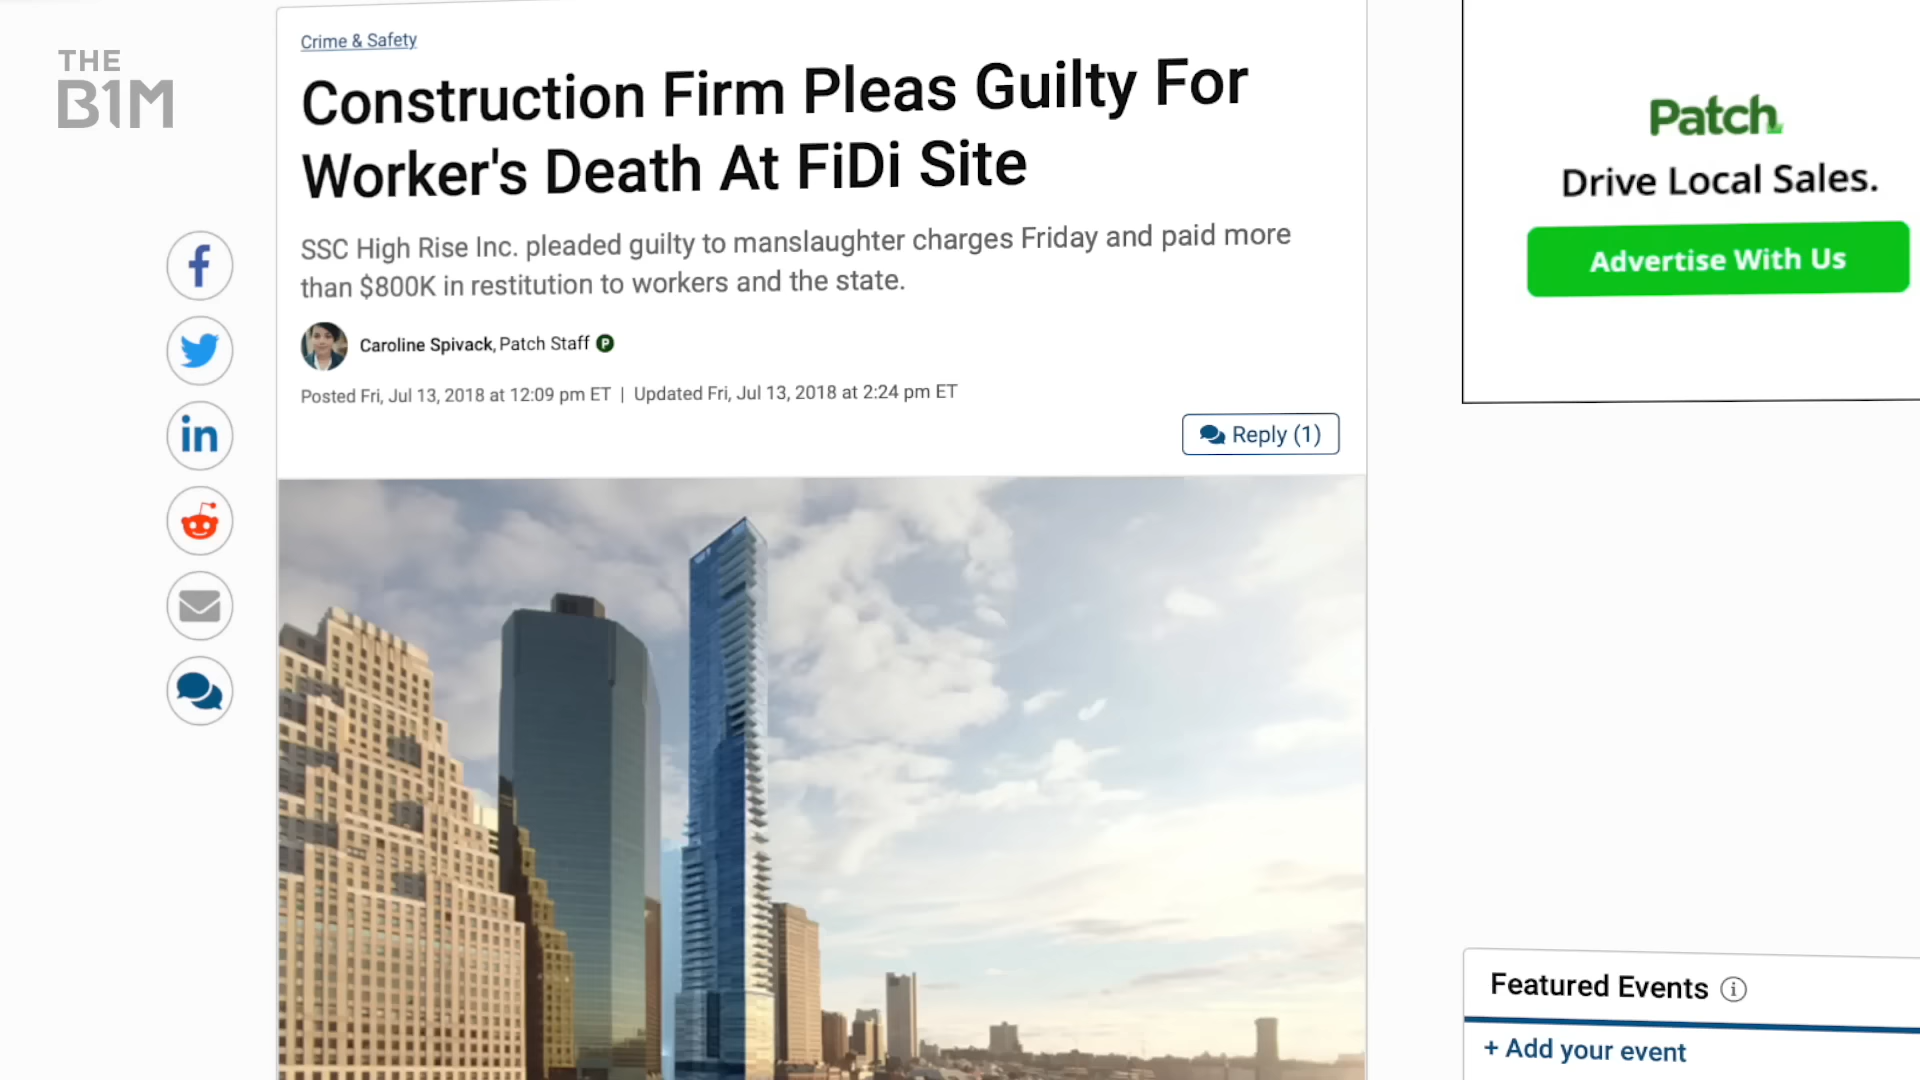 THE
B1M
Crime & Safety
Construction Firm Pleas Guilty For
Worker's Death At FiDi Site
SSC High Rise Inc. pleaded guilty to manslaughter charges Friday and paid more
than $800K in restitution to workers and the state.
Caroline Spivack, Patch Staff P
Posted Fri, Jul 13, 2018 at 12:09 pm ET | Updated Fri, Jul 13, 2018 at 2:24 pm ET
Reply (1)
Patch
Drive Local Sales.
Advertise With Us
Featured Events
+ Add your event